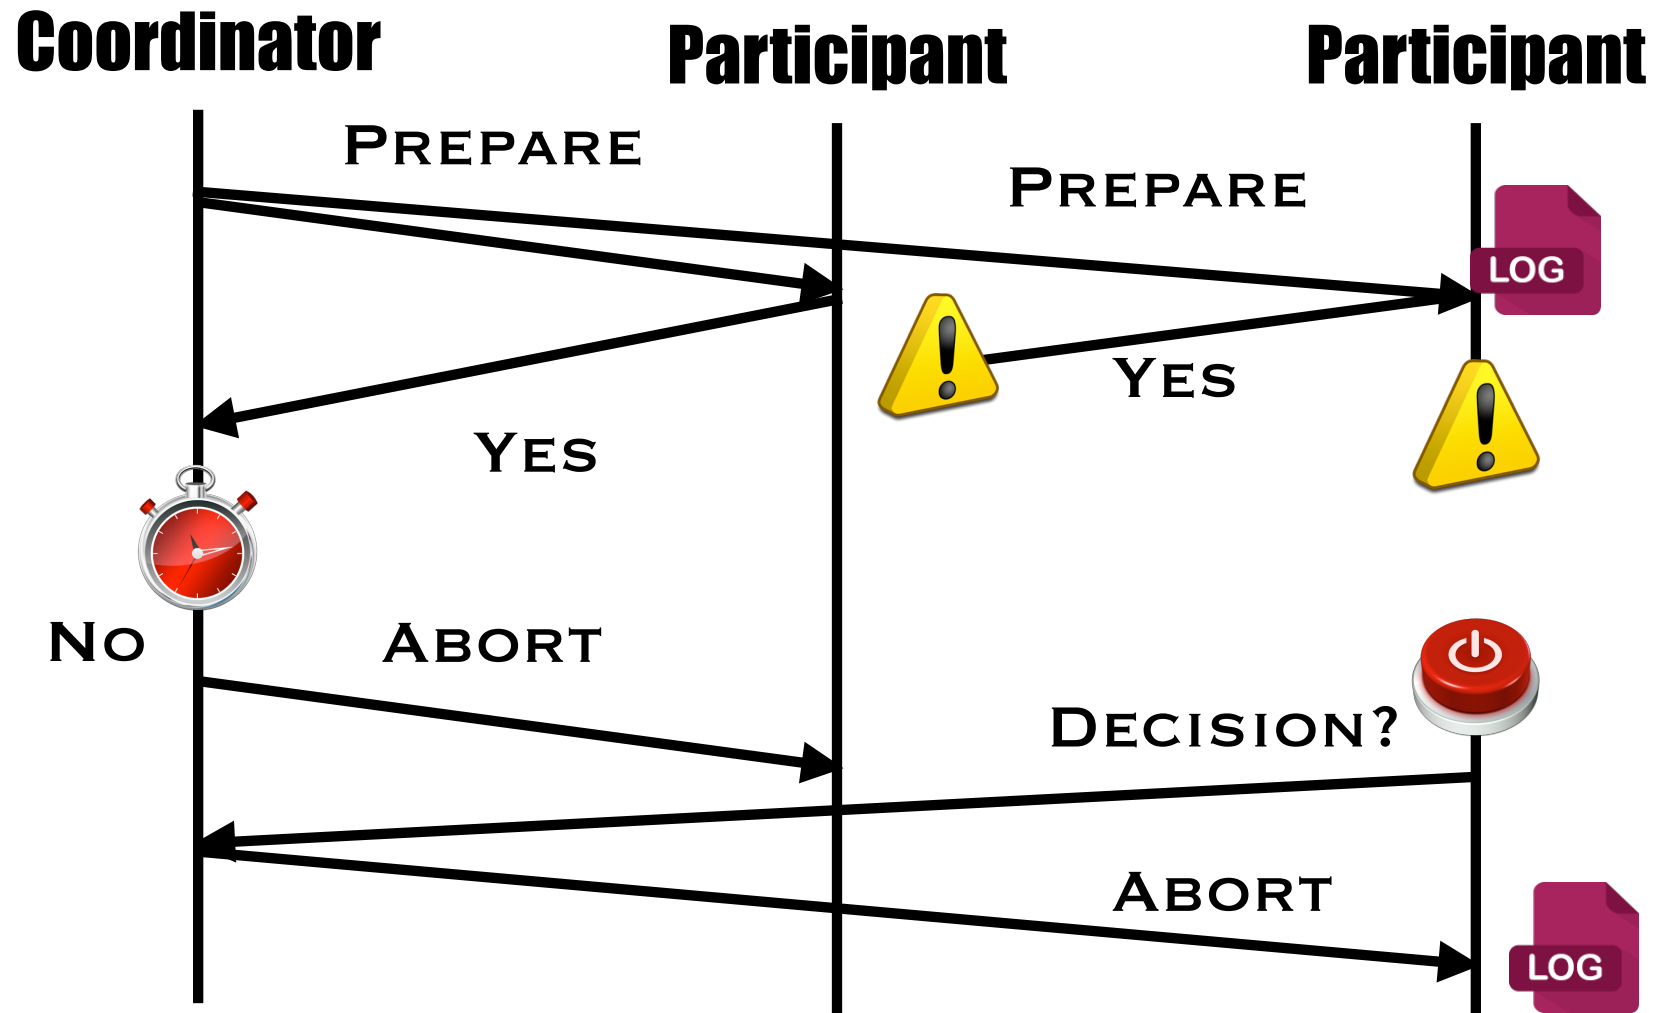 Coordinator
Participant
Participant
PREPARE
PREPARE
LOG
YES
YES
NO
ABORT
DECISION?
ABORT
LOG